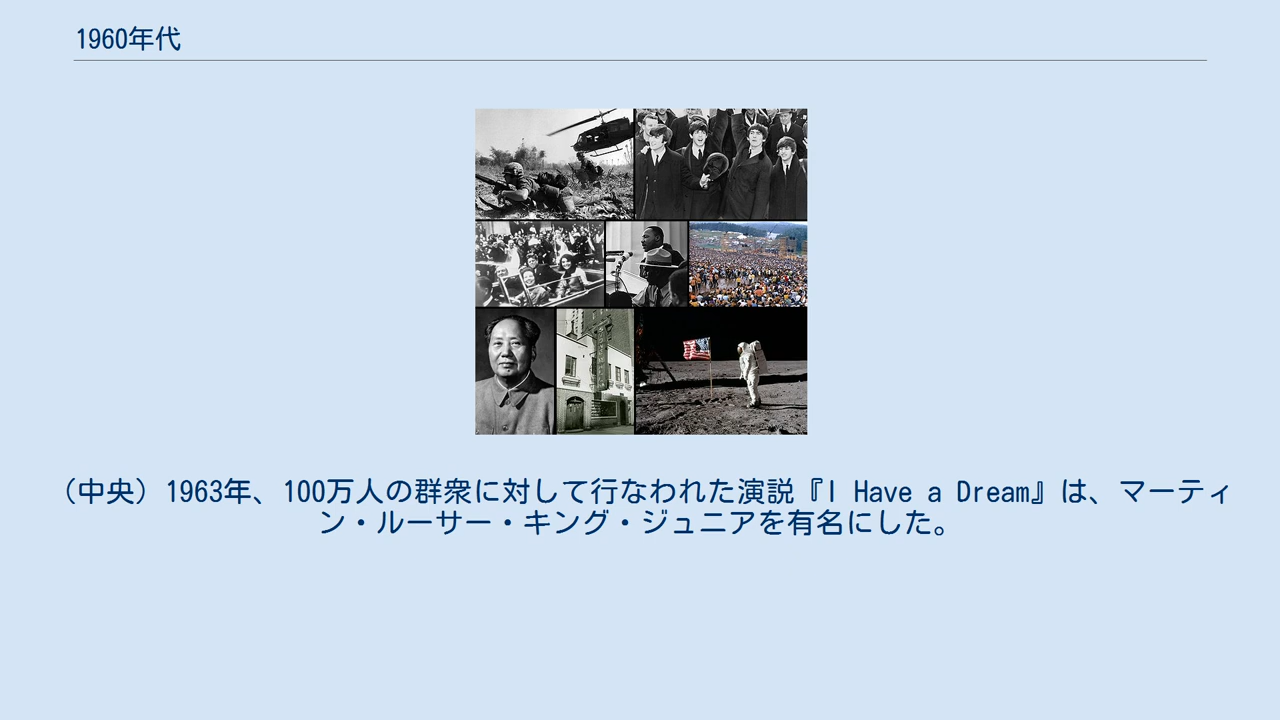 1960年代
(中央) 1963年、100万人の群衆に対して行なわれた演説『I Have a Dream』は、マーティ
ン・ルーサー・キング・ジュニアを有名にした。